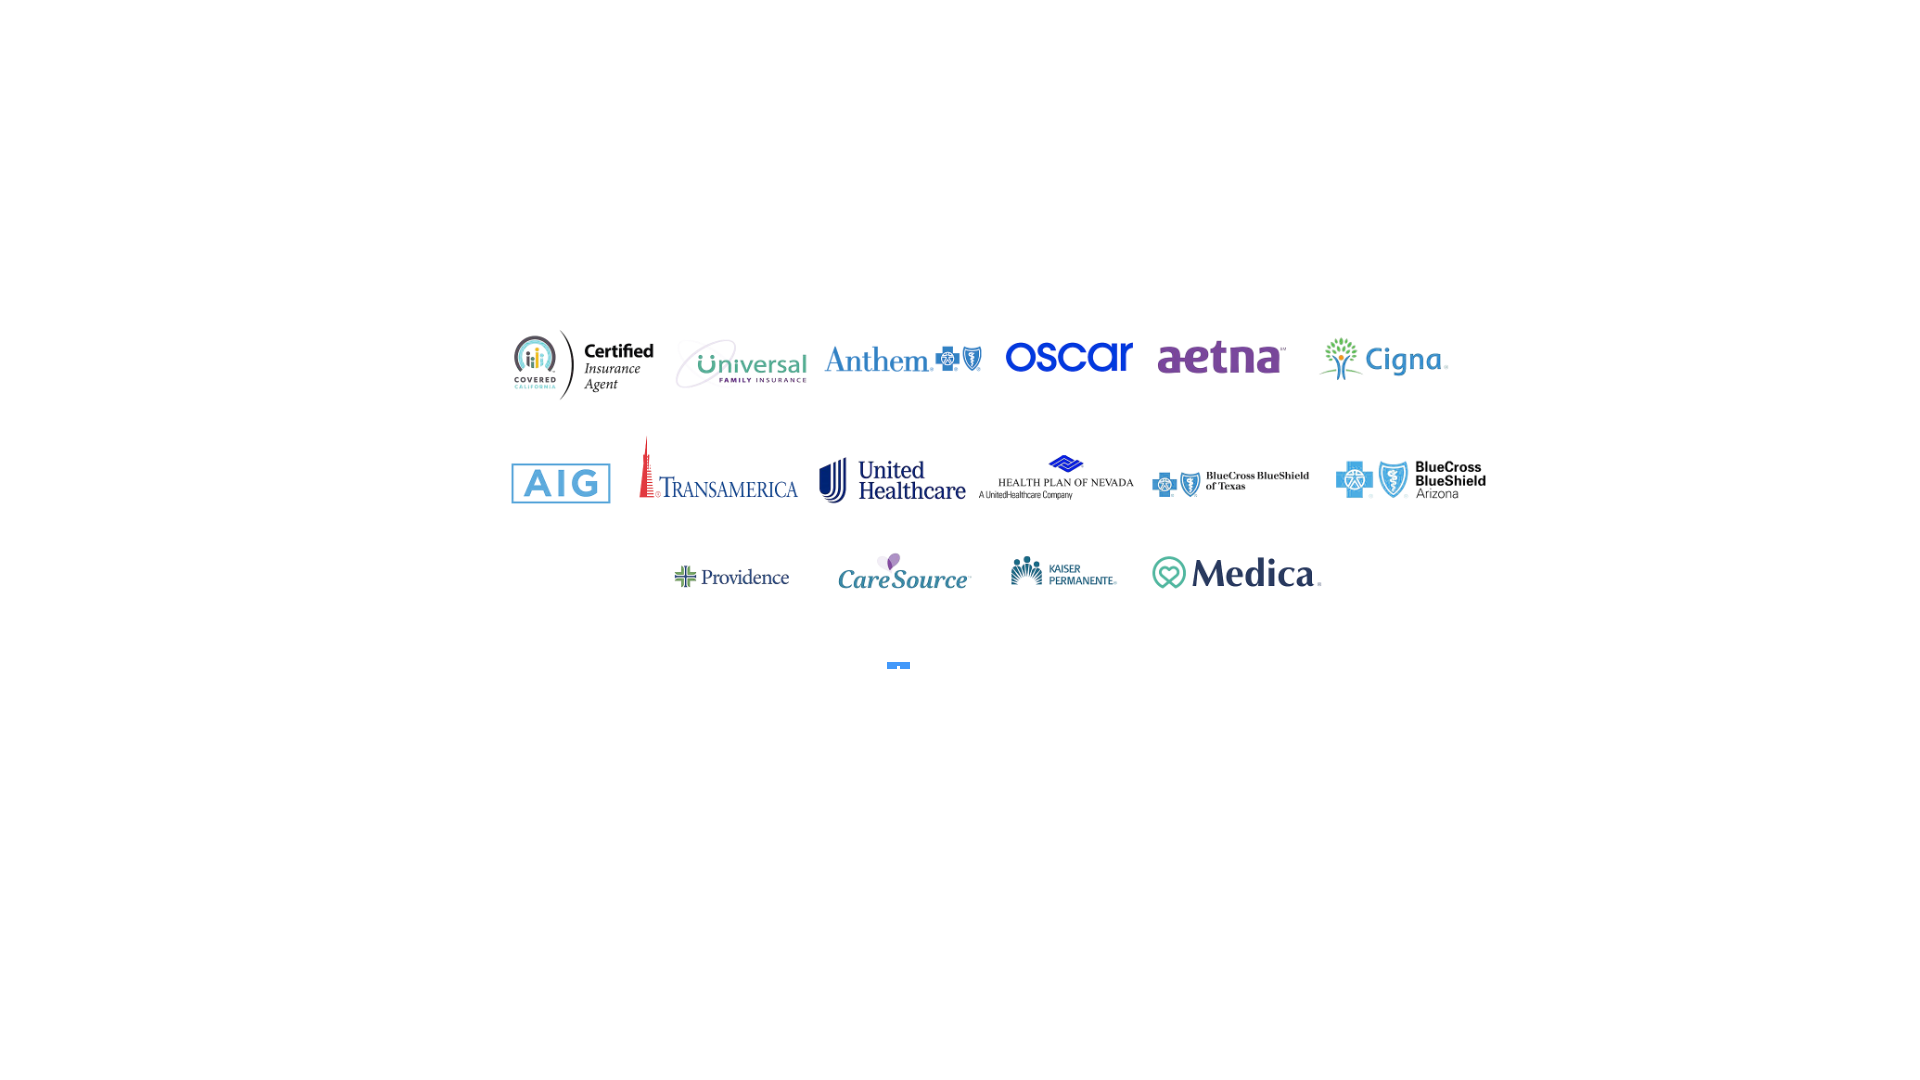 COVERED
CALIFORNIA
Certified
Insurance
Agent
Universal
FAMILY INSURANCE
Anthem
oscar
aetna
Cigna
AIG
TRANSAMERICA
United
Healthcare
HEALTH PLAN OF NEVADA
A UnitedHealthcare Company
BlueCross BlueShield
of Texas
BlueCross
BlueShield
Arizona
Providence
CareSource
KAISER
PERMANENTE
Medica